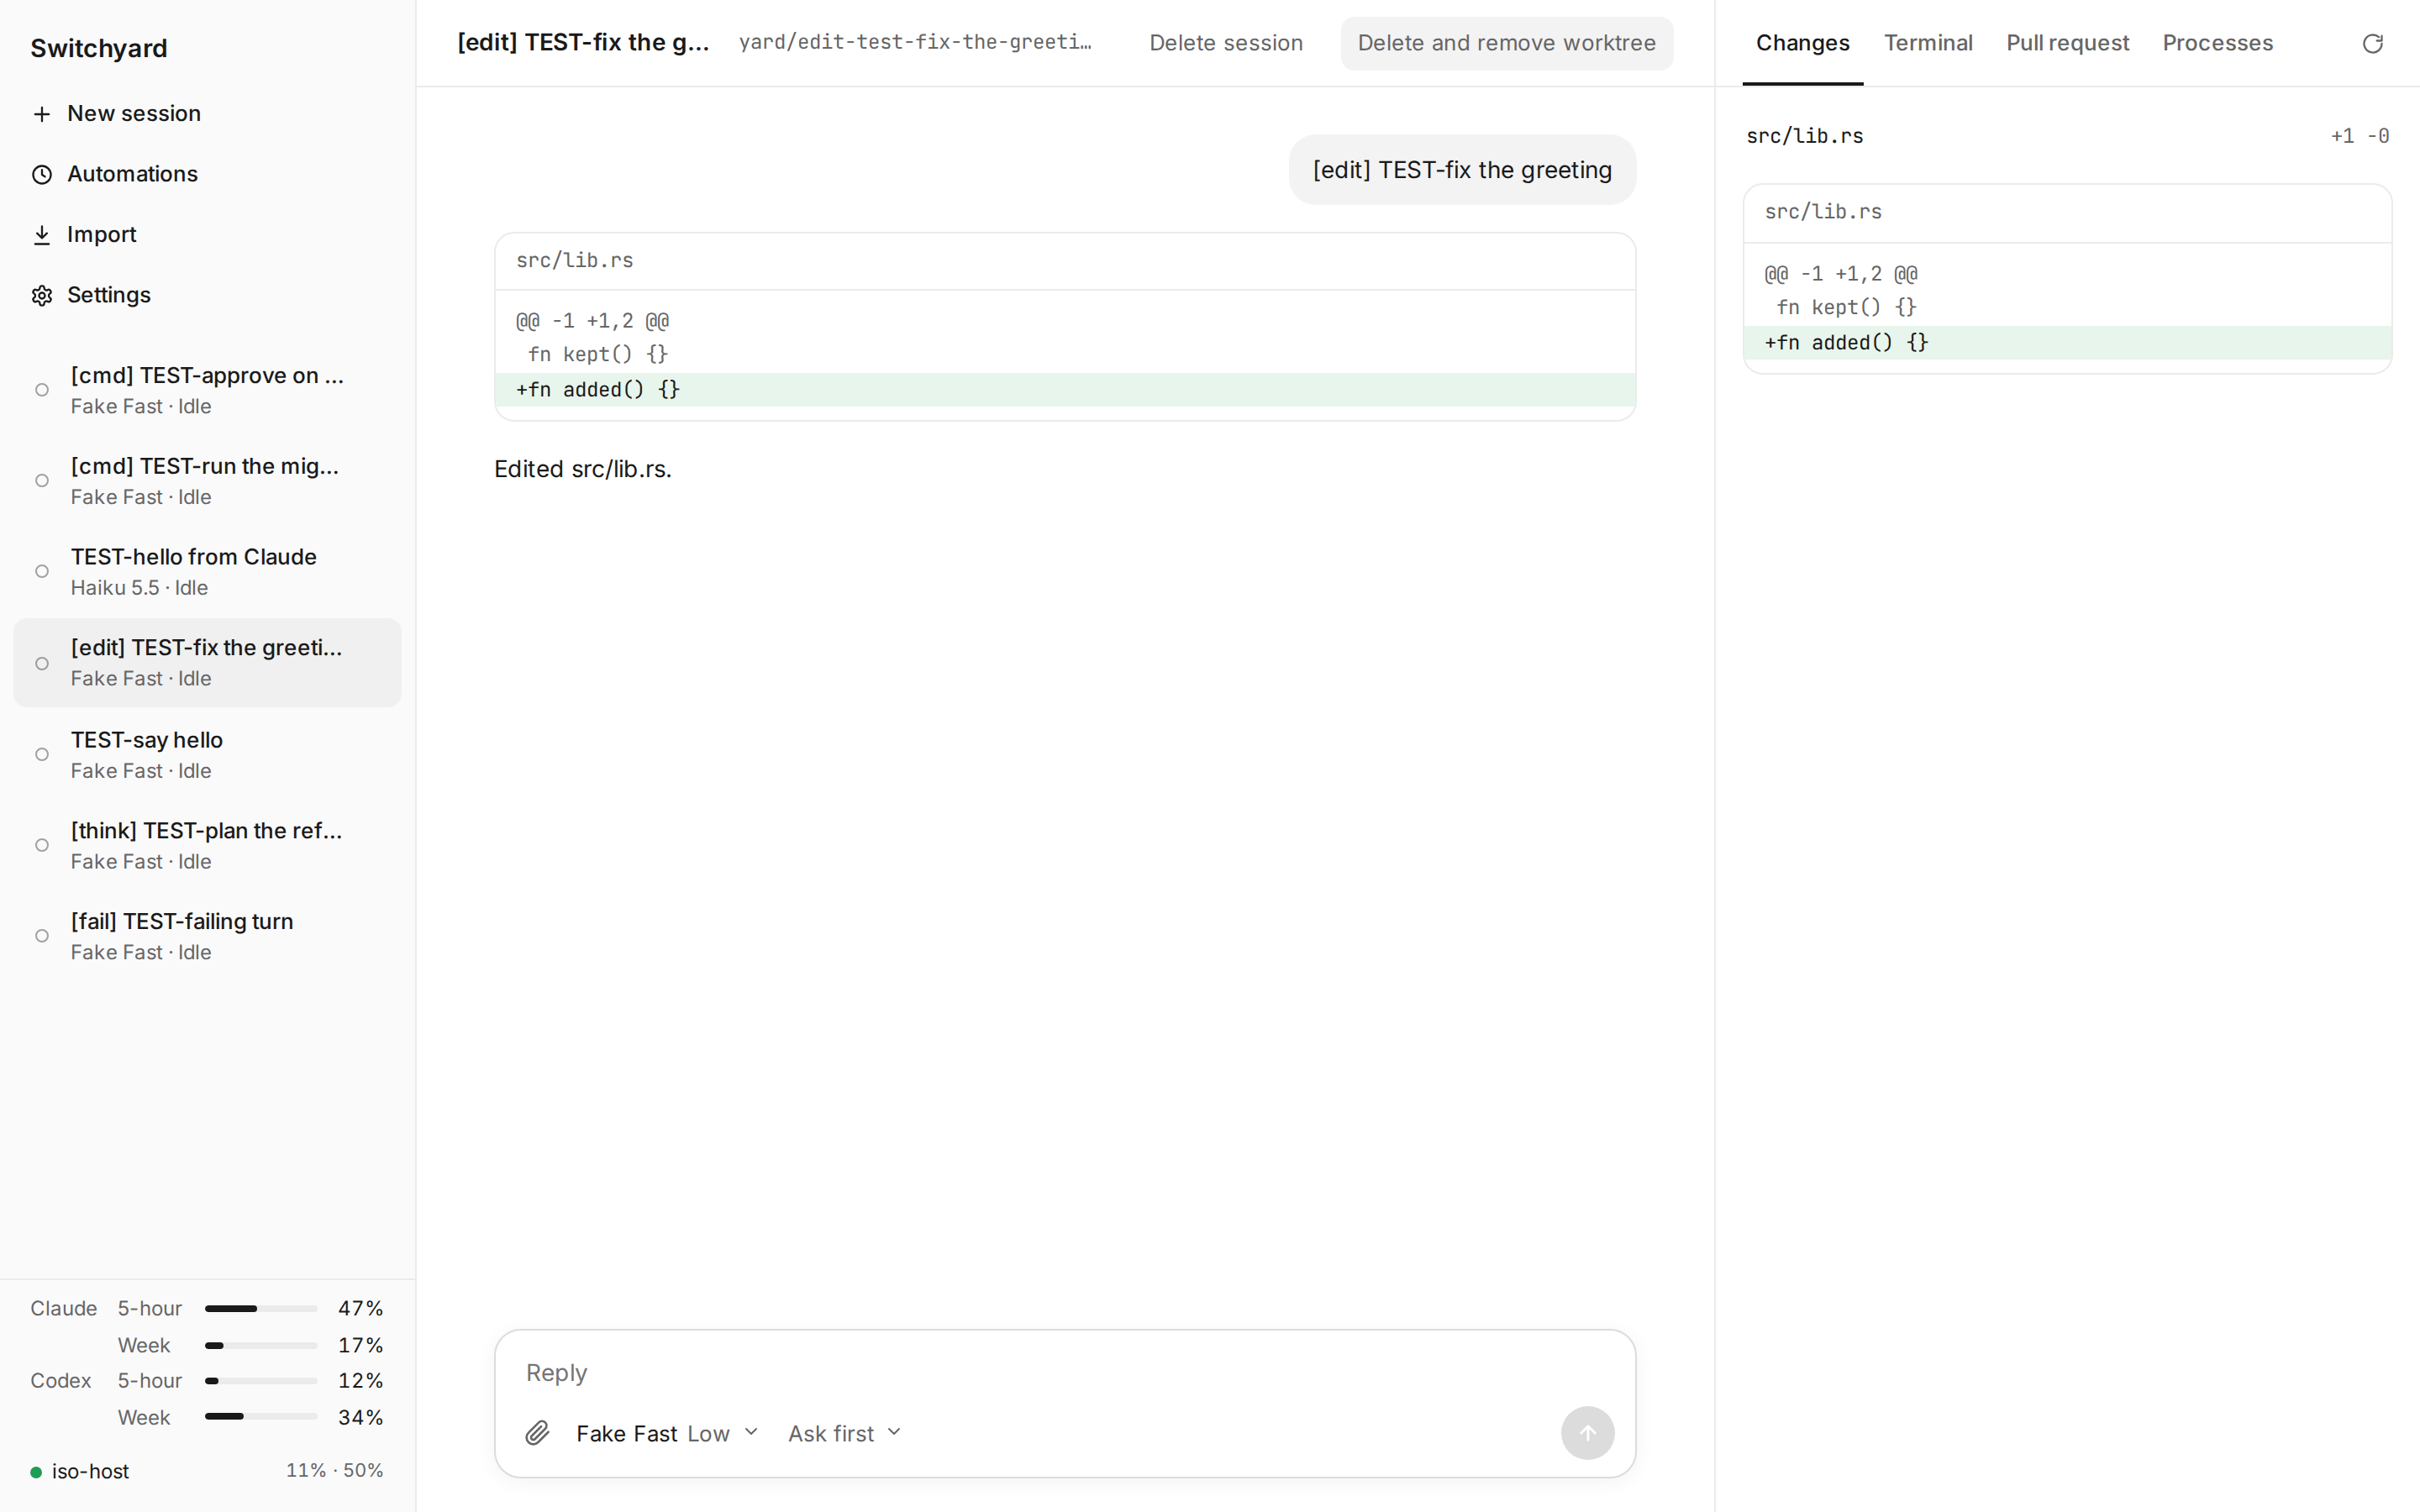 Switchyard
New session
Automations
Import
Settings
[cmd] TEST-approve on ...
Fake Fast · Idle
[cmd] TEST-run the mig...
Fake Fast · Idle
TEST-hello from Claude
Haiku 5.5 · Idle
[edit] TEST-fix the greeti...
Fake Fast · Idle
TEST-say hello
Fake Fast · Idle
[think] TEST-plan the ref...
Fake Fast · Idle
[fail] TEST-failing turn
Fake Fast · Idle
Claude 5-hour 47%
Week 17%
Codex 5-hour 12%
Week 34%
iso-host 11% · 50%
[edit] TEST-fix the g... yard/edit-test-fix-the-greeti… Delete session Delete and remove worktree
[edit] TEST-fix the greeting
src/lib.rs
@@ -1 +1,2 @@
fn kept() {}
+fn added() {}
Edited src/lib.rs.
Reply
Fake Fast Low Ask first
Changes Terminal Pull request Processes
src/lib.rs +1 -0
src/lib.rs
@@ -1 +1,2 @@
fn kept() {}
+fn added() {}